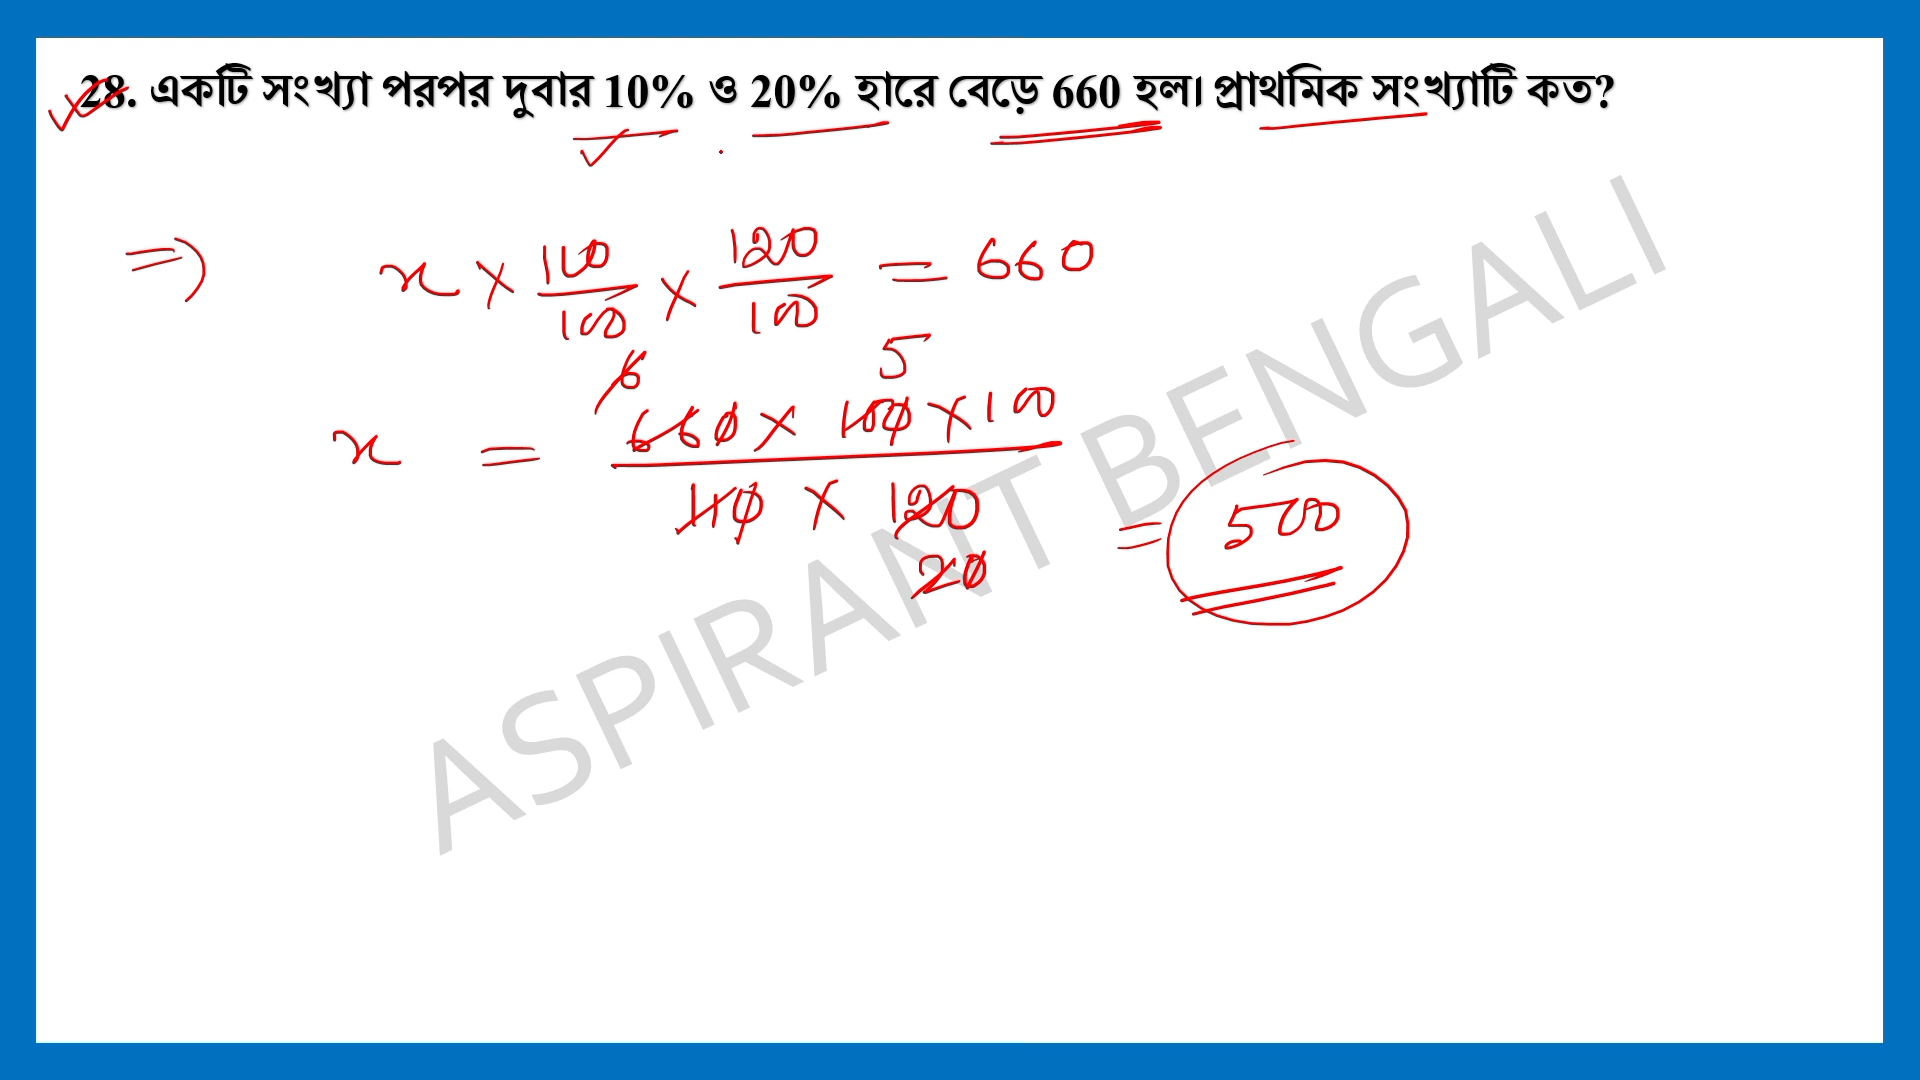 28. একটি সংখ্যা পরপর দুবার 10% ও 20% হারে বেড়ে 660 হল। প্রাথমিক সংখ্যাটি কত?
=> x × 110/100 × 120/100 = 660
6 5
x = 660 × 100 × 100 / 110 × 120 = 500
20
ASPIRANT BENGALI